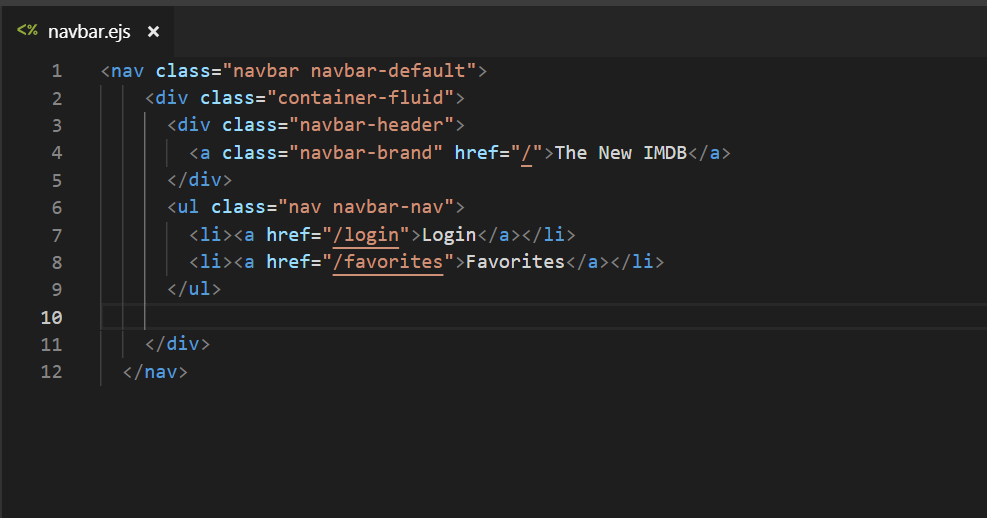 <% navbar.ejs ×
1 <nav class="navbar navbar-default">
2     <div class="container-fluid">
3       <div class="navbar-header">
4         <a class="navbar-brand" href="/">The New IMDB</a>
5       </div>
6       <ul class="nav navbar-nav">
7         <li><a href="/login">Login</a></li>
8         <li><a href="/favorites">Favorites</a></li>
9       </ul>
10
11     </div>
12   </nav>